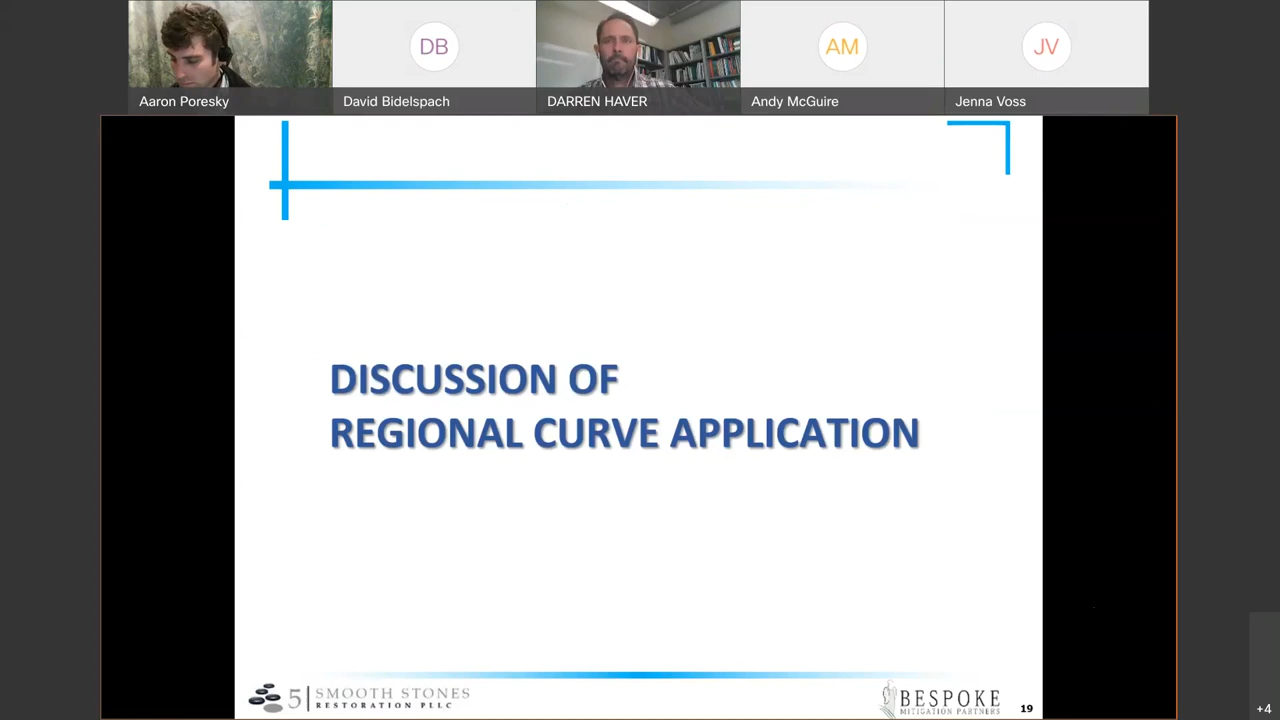 DB
AM
JV
Aaron Poresky
David Bidelspach
DARREN HAVER
Andy McGuire
Jenna Voss
DISCUSSION OF
REGIONAL CURVE APPLICATION
5 SMOOTH STONES
RESTORATION PLLC
BESPOKE
MITIGATION PARTNERS
19
+4